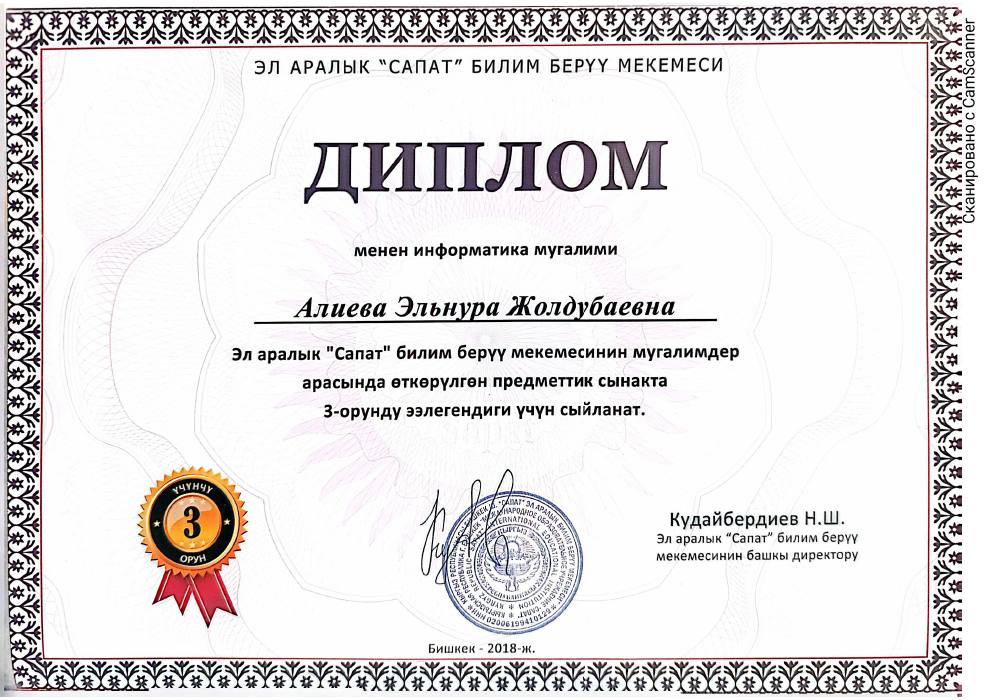 ЭЛ АРАЛЫК “САПАТ” БИЛИМ БЕРҮҮ МЕКЕМЕСИ
ДИПЛОМ
менен информатика мугалими
Алиева Эльнура Жолдубаевна
Эл аралык "Сапат" билим берүү мекемесинин мугалимдер
арасында өткөрүлгөн предметтик сынакта
3-орунду ээлегендиги үчүн сыйланат.
ҮЧҮНЧҮ
3
ОРУН
Кудайбердиев Н.Ш.
Эл аралык “Сапат” билим берүү
мекемесинин башкы директору
Бишкек - 2018-ж.
Сканировано с CamScanner